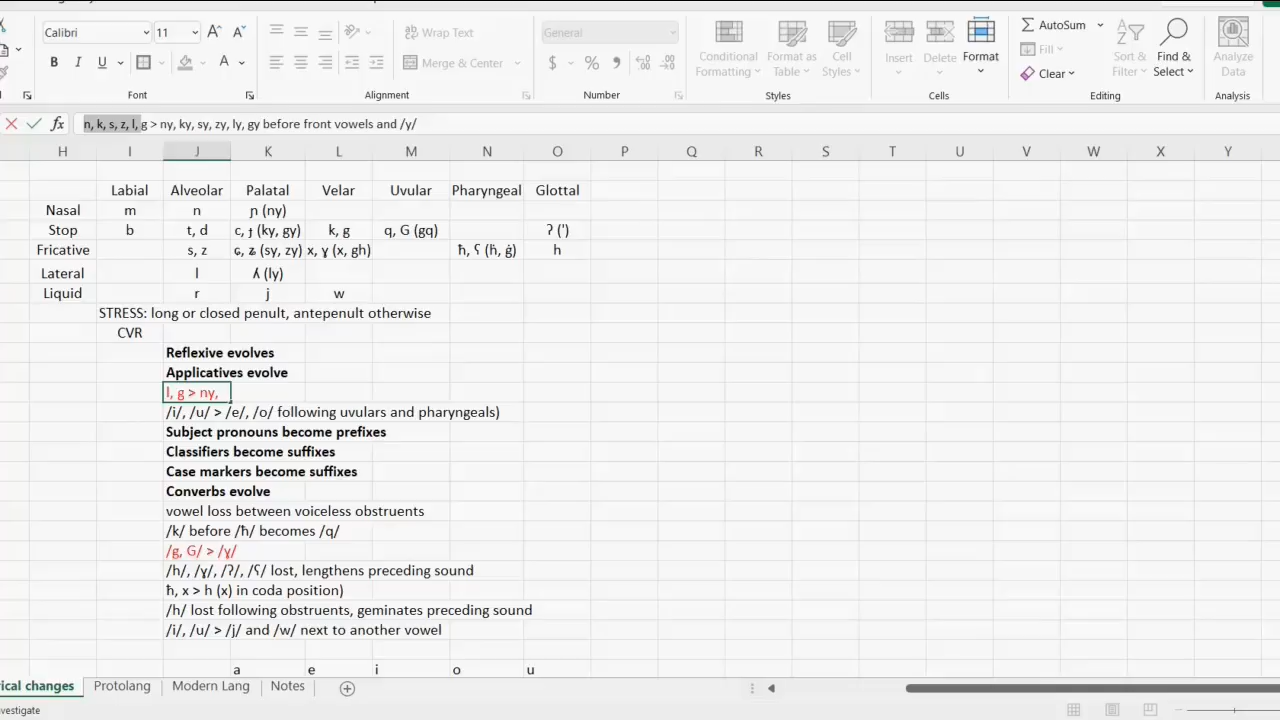 Calibri 11 A^ Aˇ Wrap Text General AutoSum
Fill
B I U A Merge & Center $ % 9 Conditional Formatting Format as Table Cell Styles Insert Delete Format Clear Sort & Filter Find & Select Analyze Data
Font Alignment Number Styles Cells Editing Analysis
fx n, k, s, z, l, g > ny, ky, sy, zy, ly, gy before front vowels and /y/
H I J K L M N O P Q R S T U V W X Y
Labial Alveolar Palatal Velar Uvular Pharyngeal Glottal
Nasal m n ɲ (ny)
Stop b t, d c, ɟ (ky, gy) k, g q, G (gq) ʔ (')
Fricative s, z ɕ, ʑ (sy, zy) x, ɣ (x, gh) ħ, ʕ (ḧ, ġ) h
Lateral l ʎ (ly)
Liquid r j w
STRESS: long or closed penult, antepenult otherwise
CVR
Reflexive evolves
Applicatives evolve
l, g > ny,
/i/, /u/ > /e/, /o/ following uvulars and pharyngeals)
Subject pronouns become prefixes
Classifiers become suffixes
Case markers become suffixes
Converbs evolve
vowel loss between voiceless obstruents
/k/ before /ħ/ becomes /q/
/g, G/ > /ɣ/
/h/, /ɣ/, /ʔ/, /ʕ/ lost, lengthens preceding sound
ħ, x > h (x) in coda position)
/h/ lost following obstruents, geminates preceding sound
/i/, /u/ > /j/ and /w/ next to another vowel
a e i o u
rical changes Protolang Modern Lang Notes
vestigate